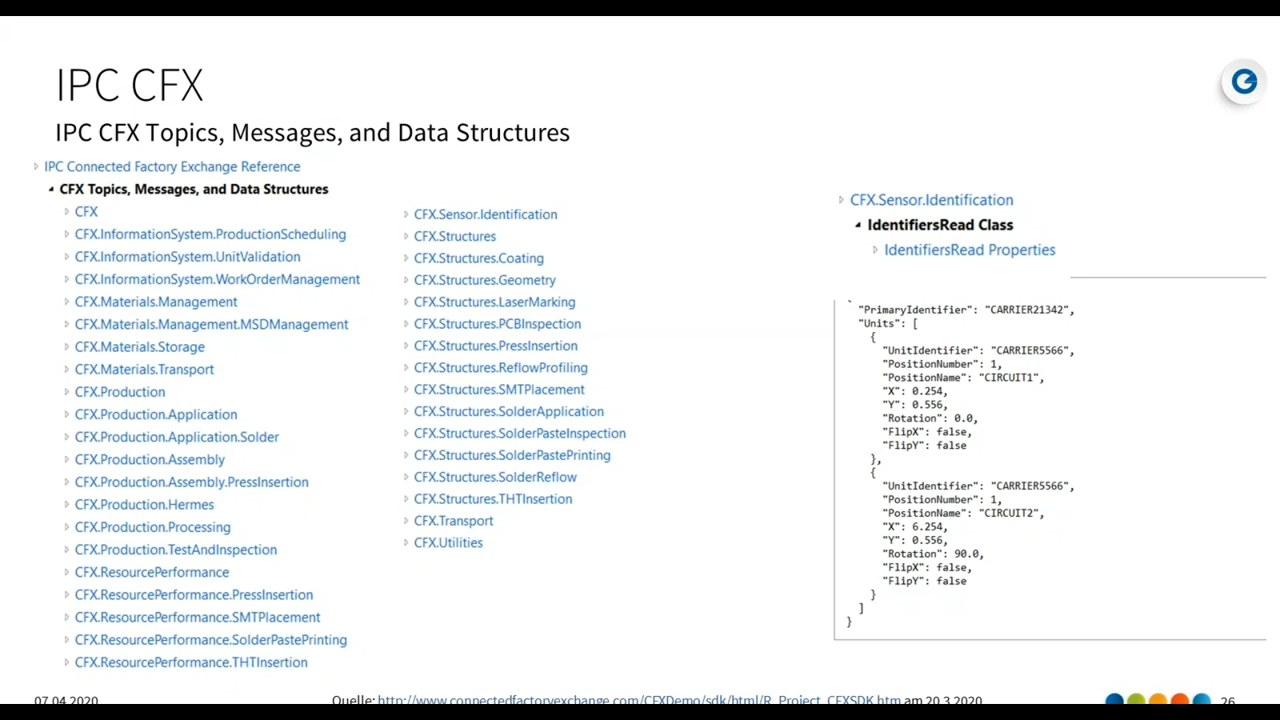 IPC CFX
IPC CFX Topics, Messages, and Data Structures
IPC Connected Factory Exchange Reference
CFX Topics, Messages, and Data Structures
CFX
CFX.InformationSystem.ProductionScheduling
CFX.InformationSystem.UnitValidation
CFX.InformationSystem.WorkOrderManagement
CFX.Materials.Management
CFX.Materials.Management.MSDManagement
CFX.Materials.Storage
CFX.Materials.Transport
CFX.Production
CFX.Production.Application
CFX.Production.Application.Solder
CFX.Production.Assembly
CFX.Production.Assembly.PressInsertion
CFX.Production.Hermes
CFX.Production.Processing
CFX.Production.TestAndInspection
CFX.ResourcePerformance
CFX.ResourcePerformance.PressInsertion
CFX.ResourcePerformance.SMTPlacement
CFX.ResourcePerformance.SolderPastePrinting
CFX.ResourcePerformance.THTInsertion
CFX.Sensor.Identification
CFX.Structures
CFX.Structures.Coating
CFX.Structures.Geometry
CFX.Structures.LaserMarking
CFX.Structures.PCBInspection
CFX.Structures.PressInsertion
CFX.Structures.ReflowProfiling
CFX.Structures.SMTPlacement
CFX.Structures.SolderApplication
CFX.Structures.SolderPasteInspection
CFX.Structures.SolderPastePrinting
CFX.Structures.SolderReflow
CFX.Structures.THTInsertion
CFX.Transport
CFX.Utilities
CFX.Sensor.Identification
IdentifiersRead Class
IdentifiersRead Properties
"PrimaryIdentifier": "CARRIER21342",
"Units": [
{
"UnitIdentifier": "CARRIER5566",
"PositionNumber": 1,
"PositionName": "CIRCUIT1",
"X": 0.254,
"Y": 0.556,
"Rotation": 0.0,
"FlipX": false,
"FlipY": false
},
{
"UnitIdentifier": "CARRIER5566",
"PositionNumber": 1,
"PositionName": "CIRCUIT2",
"X": 6.254,
"Y": 0.556,
"Rotation": 90.0,
"FlipX": false,
"FlipY": false
}
]
}
07.04.2020
Quelle: http://www.connectedfactoryexchange.com/CFXDemo/sdk/html/R_Project_CFXSDK.htm am 20.3.2020
26